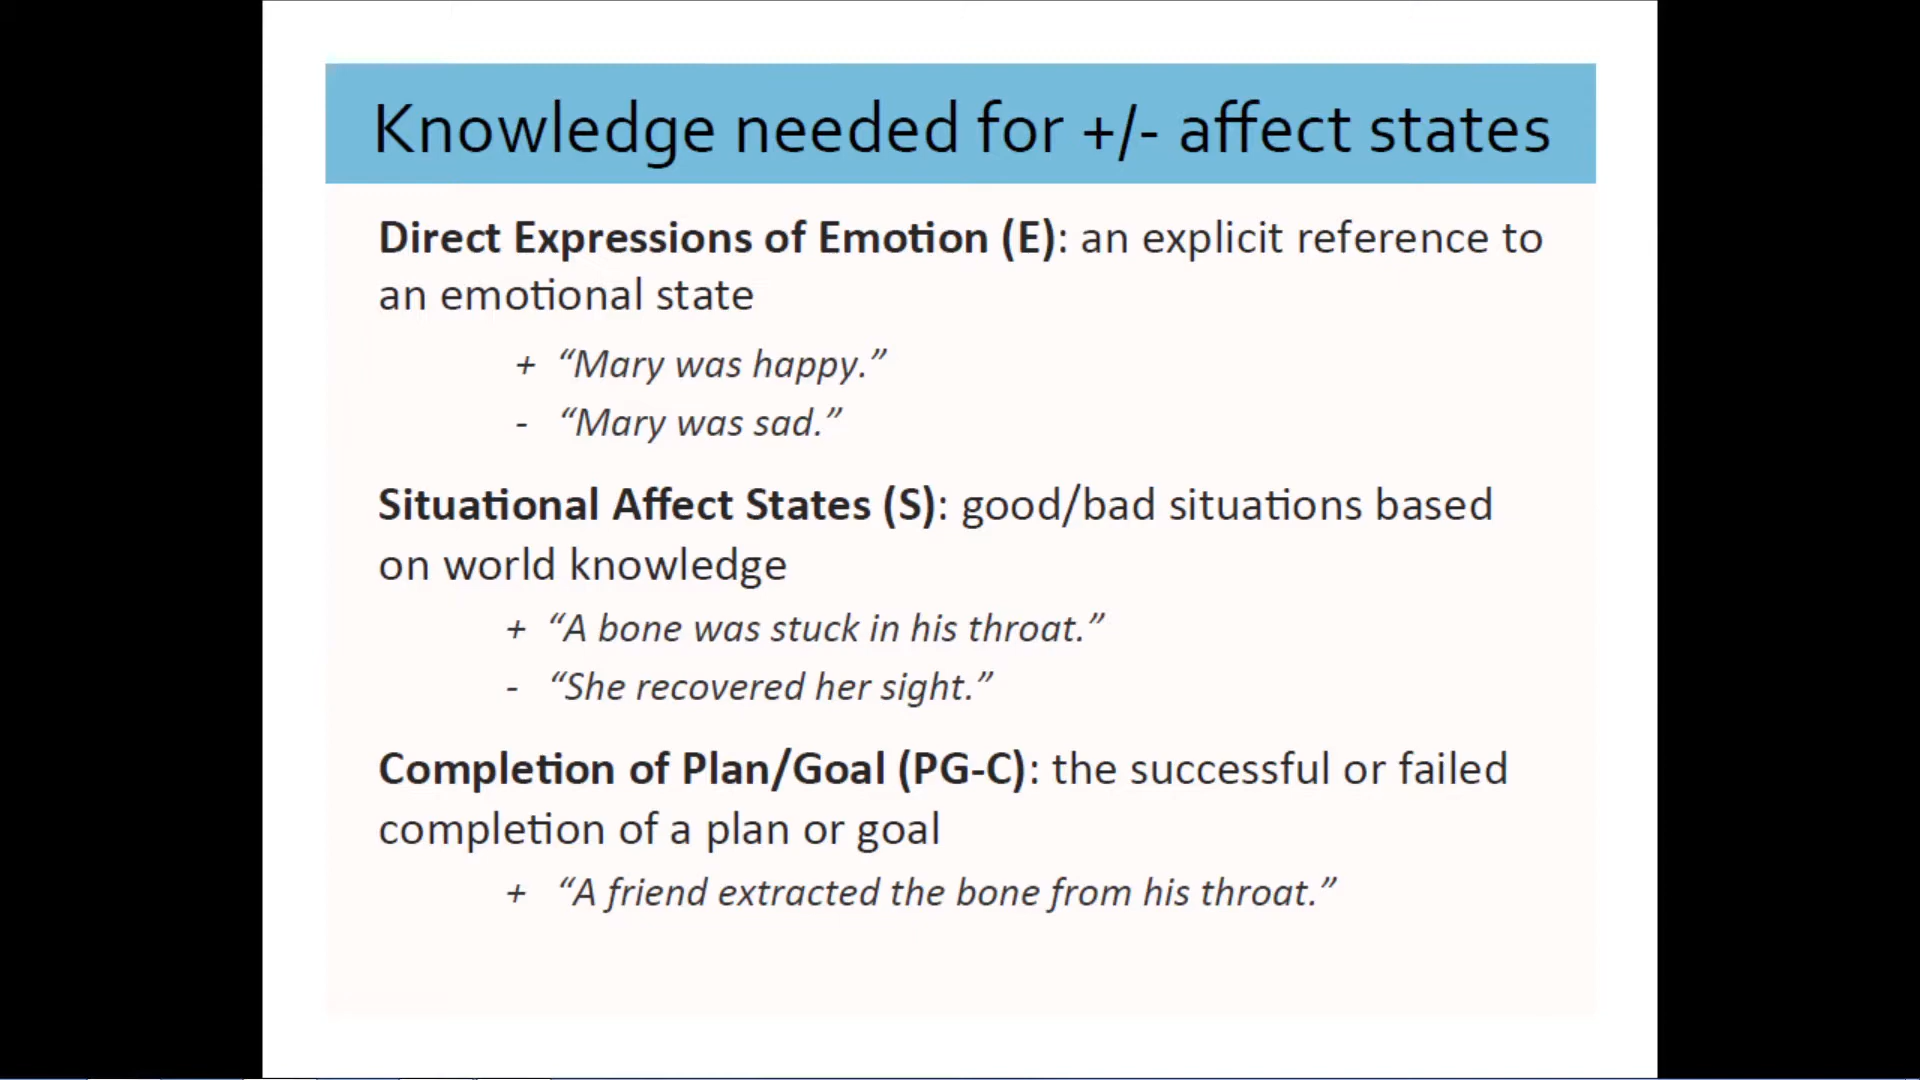 Knowledge needed for +/- affect states
Direct Expressions of Emotion (E): an explicit reference to
an emotional state
+ “Mary was happy.”
- “Mary was sad.”
Situational Affect States (S): good/bad situations based
on world knowledge
+ “A bone was stuck in his throat.”
- “She recovered her sight.”
Completion of Plan/Goal (PG-C): the successful or failed
completion of a plan or goal
+ “A friend extracted the bone from his throat.”